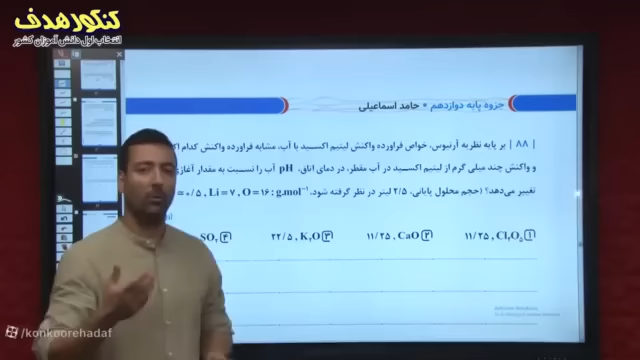 کنکور هدف
انتخاب اول دانش آموزان کشور
جزوه پایه دوازدهم • حامد اسماعیلی
| ۸۸ | بر پایه نظریه آرنیوس، خواص فراورده واکنش لیتیم اکسید با آب، مشابه فراورده واکنش کدام
و واکنش چند میلی گرم از لیتیم اکسید در آب مقطر، در دمای اتاق، pH آب را نسبت به مقدار آغازی
تغییر می‌دهد؟ (حجم محلول پایانی، ۲/۵ لیتر در نظر گرفته شود. Li = ۷, O = ۱۶ : g.mol⁻¹
۱ Cl₂O₅ , ۱۱/۲۵ ۲ CaO , ۱۱/۲۵ ۳ K₂O , ۲۲/۵ ۴ SO₃
/konkoorehadaf